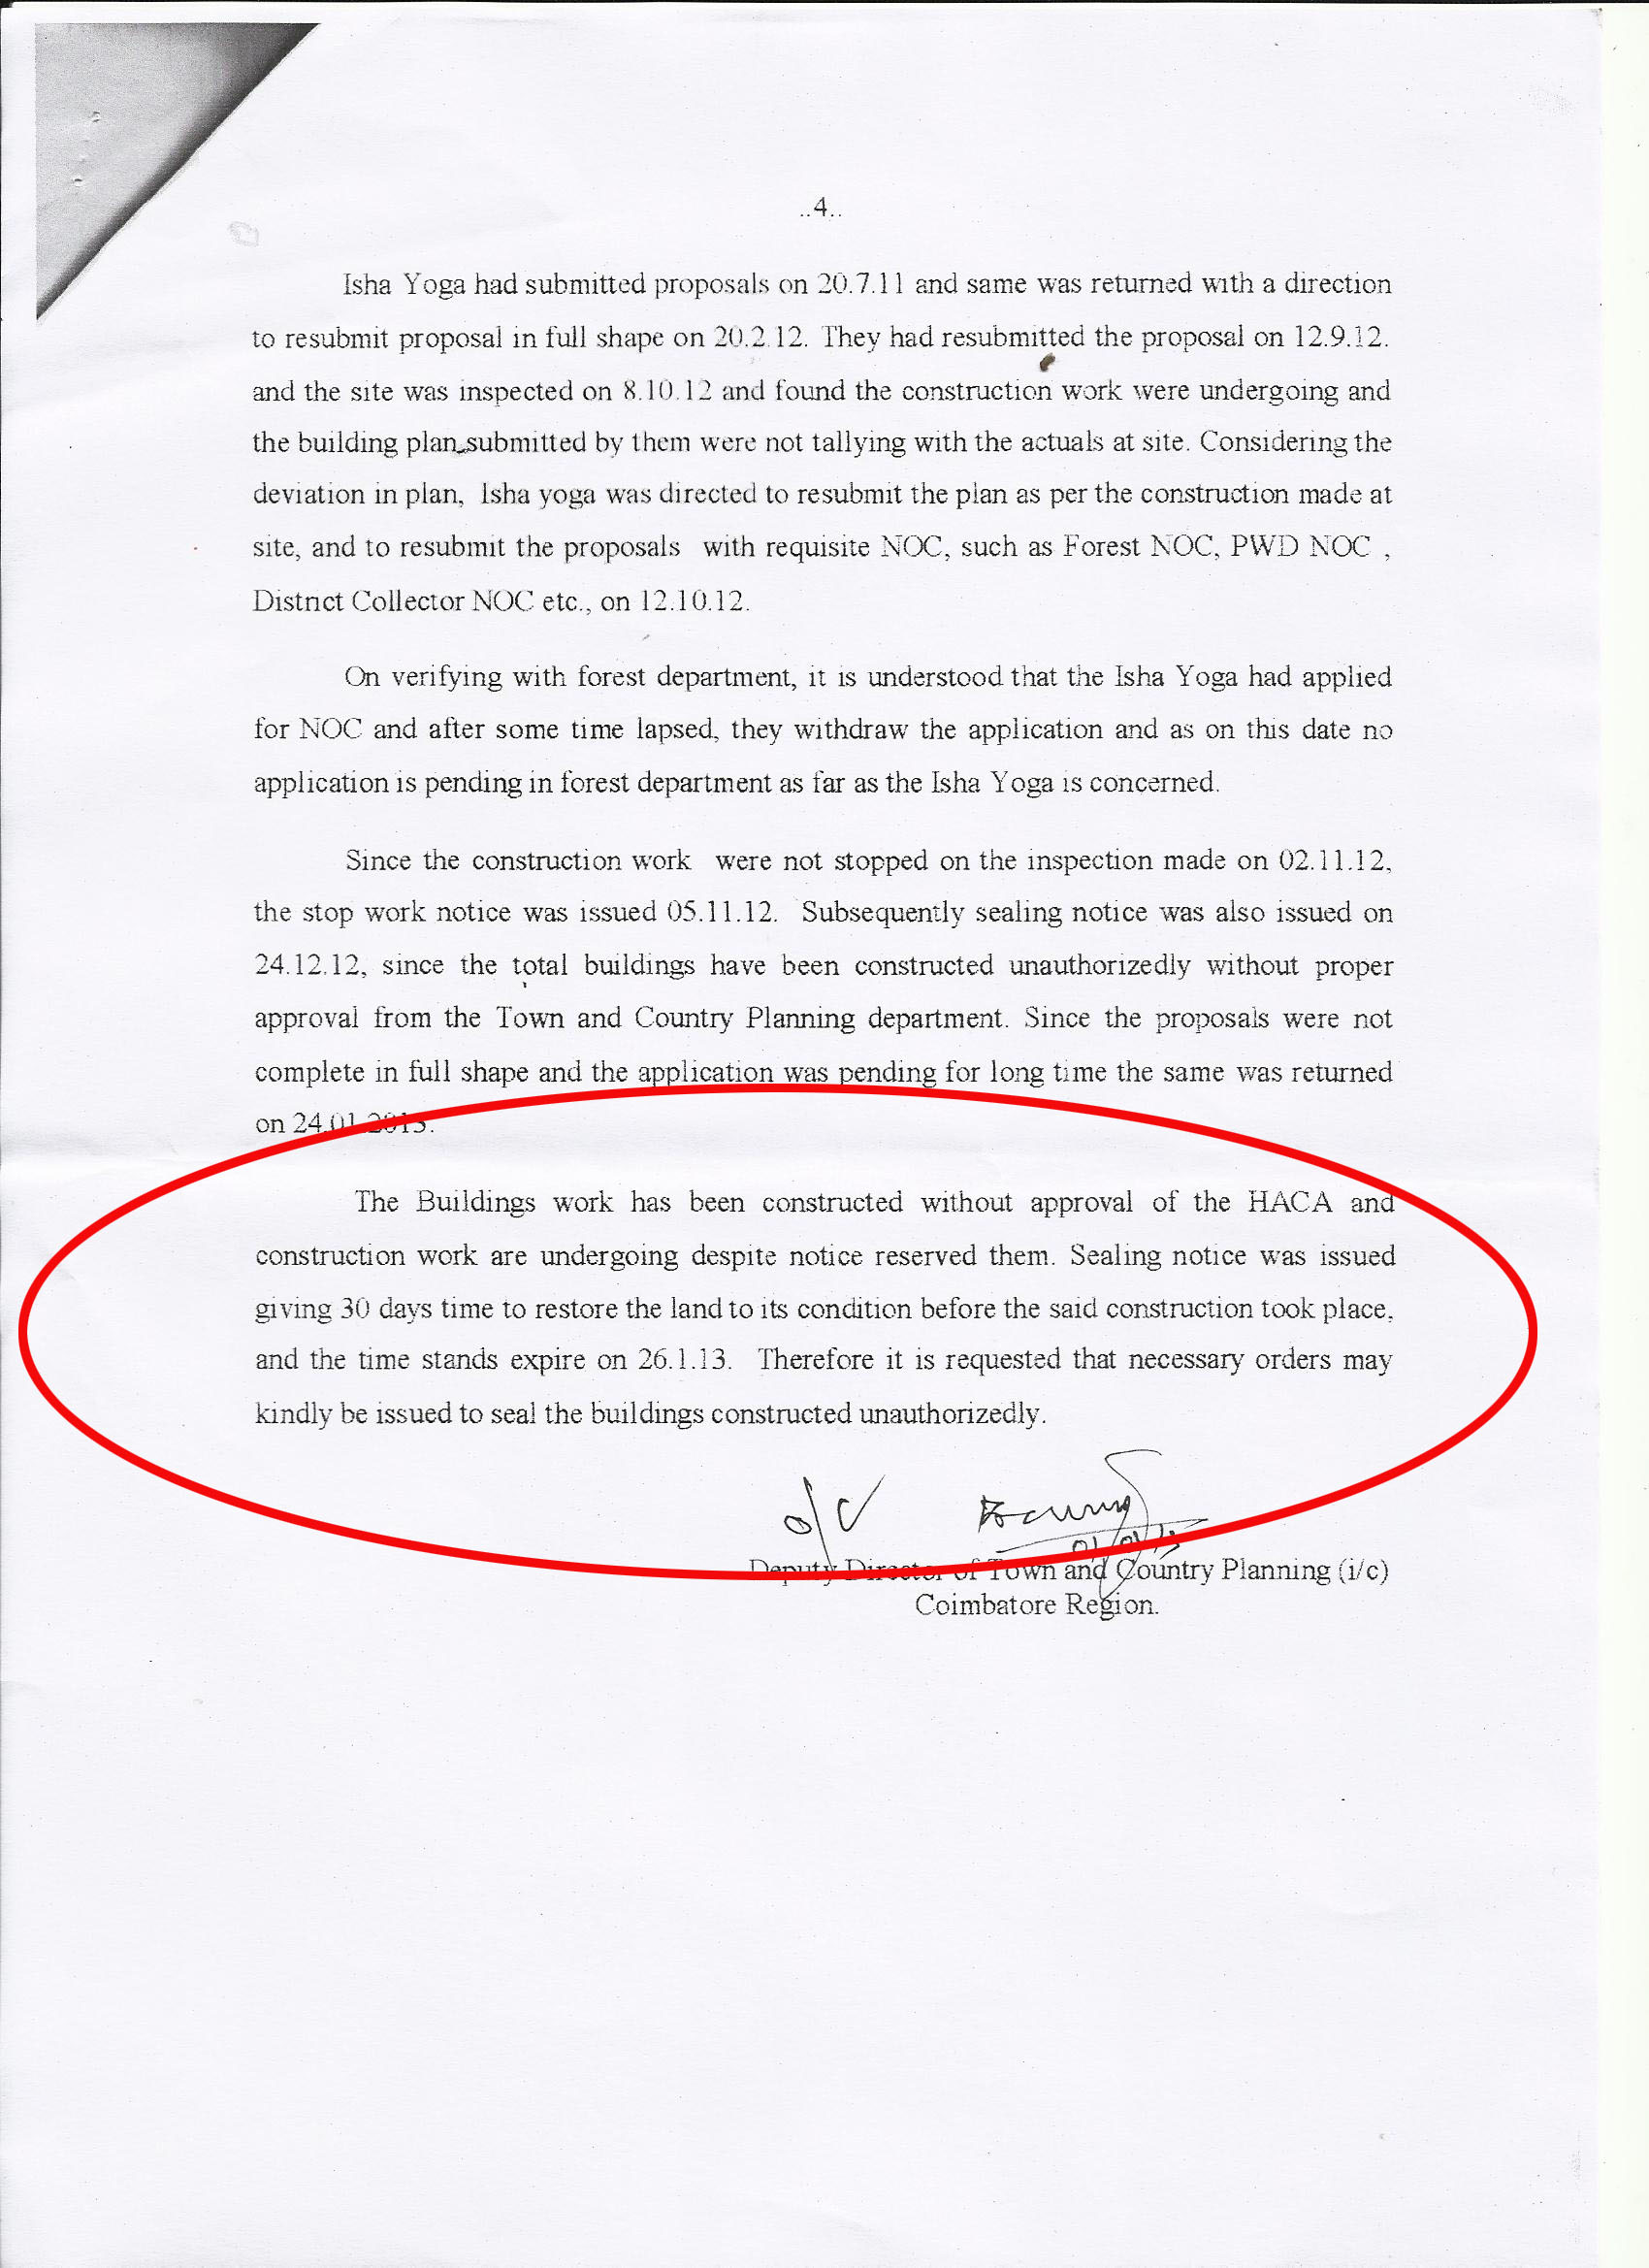 ..4..
Isha Yoga had submitted proposals on 20.7.11 and same was returned with a direction
to resubmit proposal in full shape on 20.2.12. They had resubmitted the proposal on 12.9.12.
and the site was inspected on 8.10.12 and found the construction work were undergoing and
the building plan submitted by them were not tallying with the actuals at site. Considering the
deviation in plan, Isha yoga was directed to resubmit the plan as per the construction made at
site, and to resubmit the proposals with requisite NOC, such as Forest NOC, PWD NOC ,
District Collector NOC etc., on 12.10.12.
On verifying with forest department, it is understood that the Isha Yoga had applied
for NOC and after some time lapsed, they withdraw the application and as on this date no
application is pending in forest department as far as the Isha Yoga is concerned.
Since the construction work were not stopped on the inspection made on 02.11.12,
the stop work notice was issued 05.11.12. Subsequently sealing notice was also issued on
24.12.12, since the total buildings have been constructed unauthorizedly without proper
approval from the Town and Country Planning department. Since the proposals were not
complete in full shape and the application was pending for long time the same was returned
on 24.01.2013.
The Buildings work has been constructed without approval of the HACA and
construction work are undergoing despite notice reserved them. Sealing notice was issued
giving 30 days time to restore the land to its condition before the said construction took place,
and the time stands expire on 26.1.13. Therefore it is requested that necessary orders may
kindly be issued to seal the buildings constructed unauthorizedly.
o/c
Deputy Director of Town and Country Planning (i/c)
Coimbatore Region.